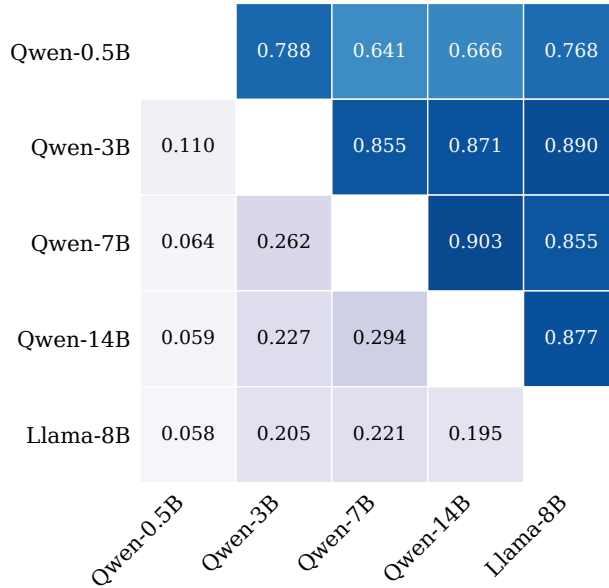 Qwen-0.5B 0.788 0.641 0.666 0.768
Qwen-3B 0.110 0.855 0.871 0.890
Qwen-7B 0.064 0.262 0.903 0.855
Qwen-14B 0.059 0.227 0.294 0.877
Llama-8B 0.058 0.205 0.221 0.195
Qwen-0.5B Qwen-3B Qwen-7B Qwen-14B Llama-8B